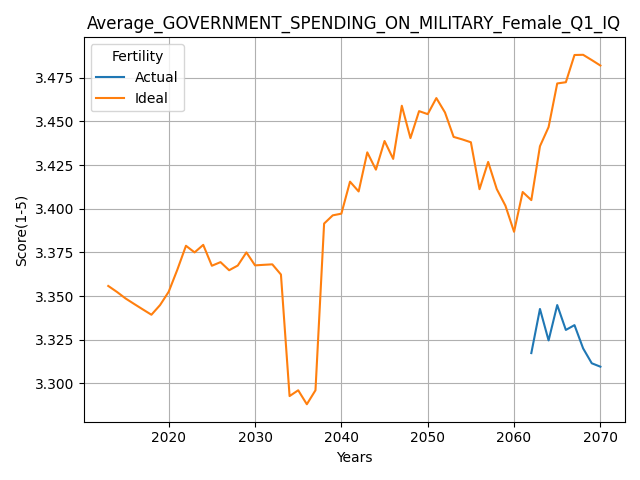 Average_GOVERNMENT_SPENDING_ON_MILITARY_Female_Q1_IQ
Fertility
Actual
Ideal
3.475
3.450
3.425
3.400
3.375
3.350
3.325
3.300
Score(1-5)
2020 2030 2040 2050 2060 2070
Years